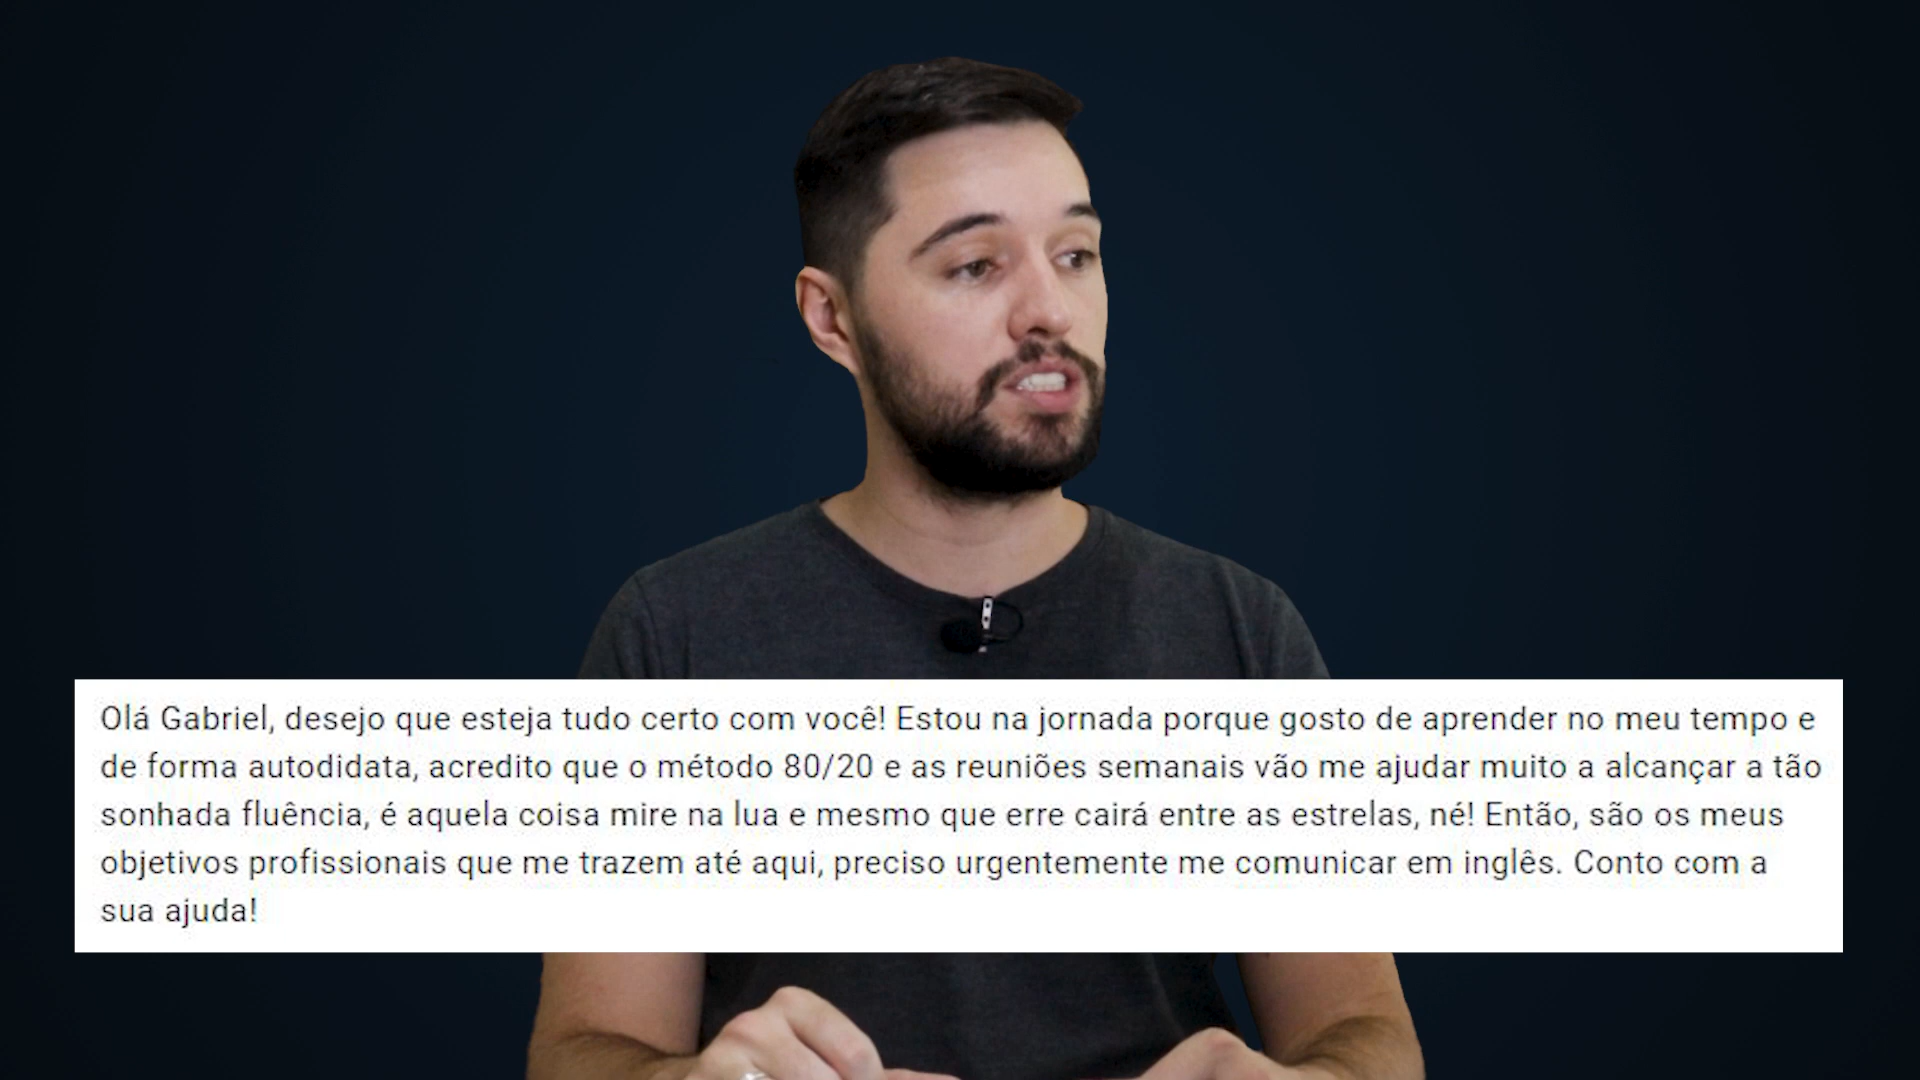 Olá Gabriel, desejo que esteja tudo certo com você! Estou na jornada porque gosto de aprender no meu tempo e
de forma autodidata, acredito que o método 80/20 e as reuniões semanais vão me ajudar muito a alcançar a tão
sonhada fluência, é aquela coisa mire na lua e mesmo que erre cairá entre as estrelas, né! Então, são os meus
objetivos profissionais que me trazem até aqui, preciso urgentemente me comunicar em inglês. Conto com a
sua ajuda!